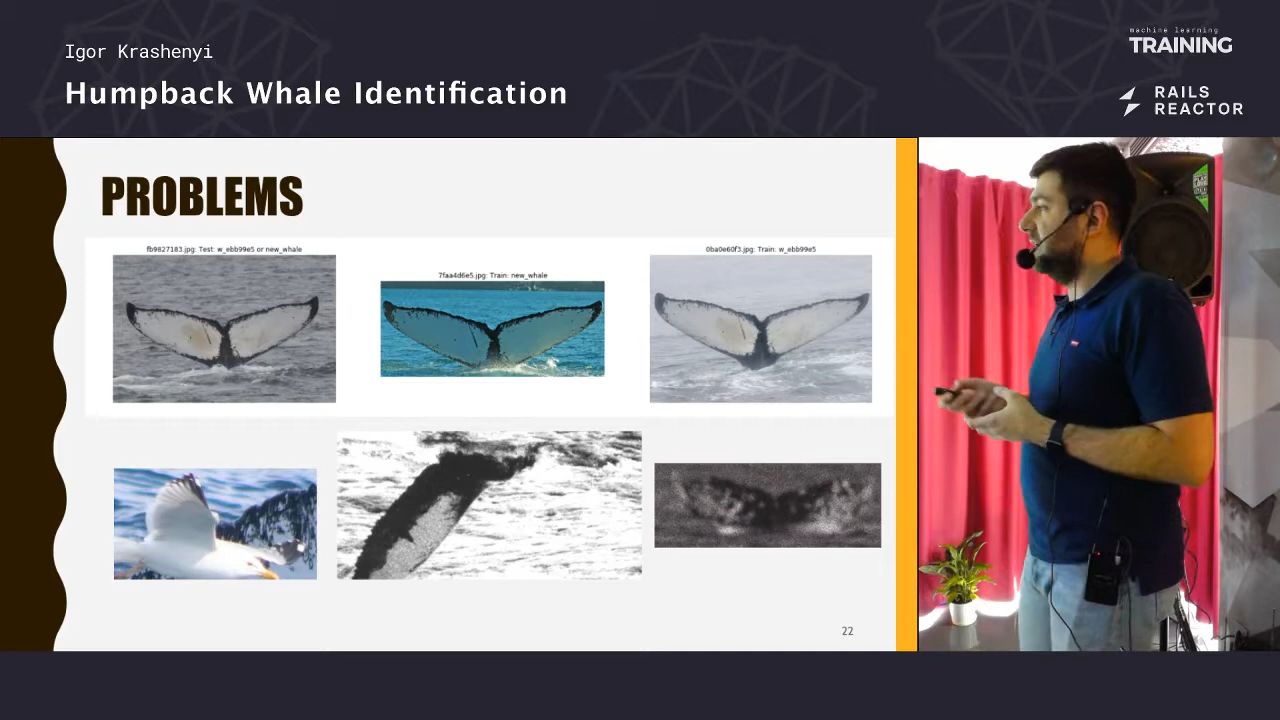 Igor Krashenyi
Humpback Whale Identification
machine learning
TRAINING
RAILS
REACTOR
PROBLEMS
fb9827183.jpg: Test: w_ebb99e5 or new_whale
7faa4d6e5.jpg: Train: new_whale
0ba0e60f3.jpg: Train: w_ebb99e5
22